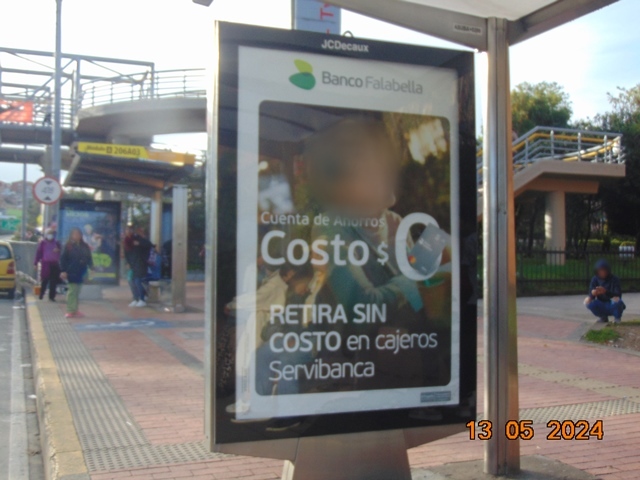 JCDecaux
Banco Falabella
Cuenta de Ahorros
Costo $0
RETIRA SIN
COSTO en cajeros
Servibanca
13 05 2024